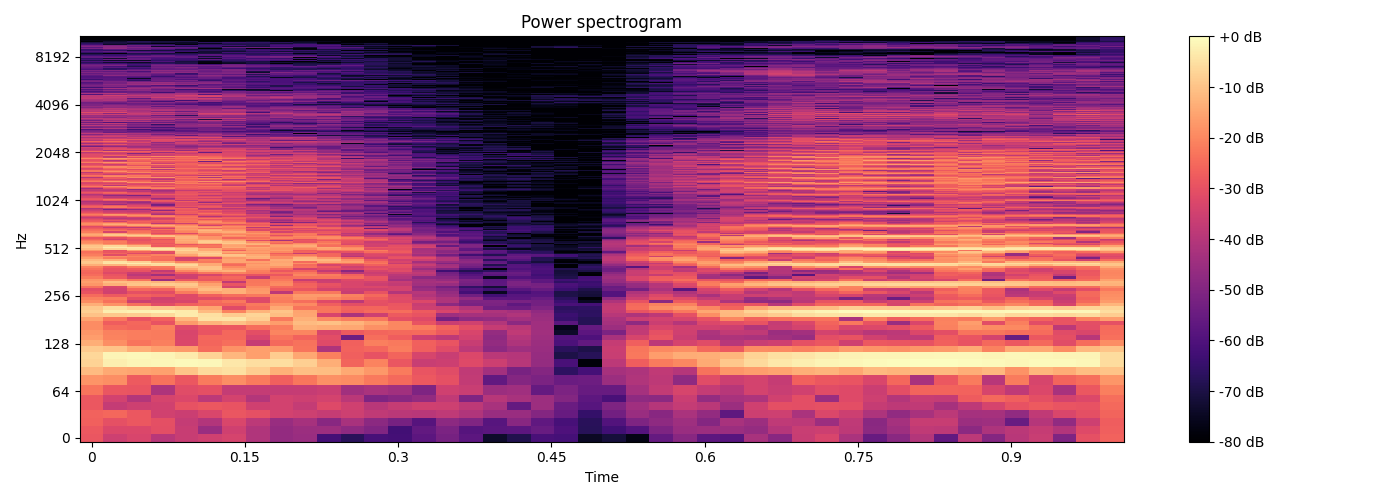 Power spectrogram
Hz
8192
4096
2048
1024
512
256
128
64
0
0 0.15 0.3 0.45 0.6 0.75 0.9
Time
+0 dB
-10 dB
-20 dB
-30 dB
-40 dB
-50 dB
-60 dB
-70 dB
-80 dB